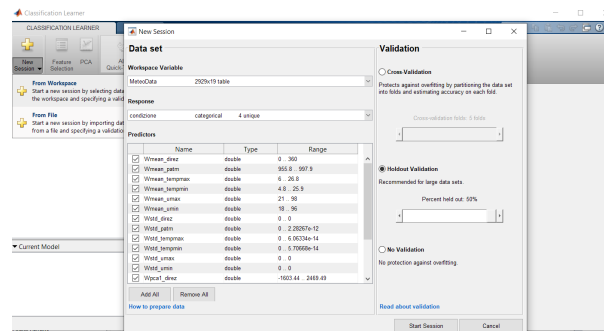 Classification Learner
CLASSIFICATION LEARNER
New Session
Feature Selection
PCA
All Quick-
From Workspace
Start a new session by selecting data
the workspace and specifying a valid
From File
Start a new session by importing dat
from a file and specifying a validatio
Current Model
New Session
Data set
Workspace Variable
MeteoData 2929x19 table
Response
condizione categorical 4 unique
Predictors
Name Type Range
Wmean_direz double 0 .. 360
Wmean_patm double 955.8 .. 997.9
Wmean_tempmax double 6 .. 26.8
Wmean_tempmin double 4.8 .. 25.9
Wmean_umax double 21 .. 98
Wmean_umin double 18 .. 96
Wstd_direz double 0 .. 0
Wstd_patm double 0 .. 2.28267e-12
Wstd_tempmax double 0 .. 6.06334e-14
Wstd_tempmin double 0 .. 5.70668e-14
Wstd_umax double 0 .. 0
Wstd_umin double 0 .. 0
Wpca1_direz double -1603.44 .. 2469.49
Add All Remove All
How to prepare data
Validation
Cross-Validation
Protects against overfitting by partitioning the data set
into folds and estimating accuracy on each fold.
Cross-validation folds: 5 folds
Holdout Validation
Recommended for large data sets.
Percent held out: 50%
No Validation
No protection against overfitting.
Read about validation
Start Session Cancel